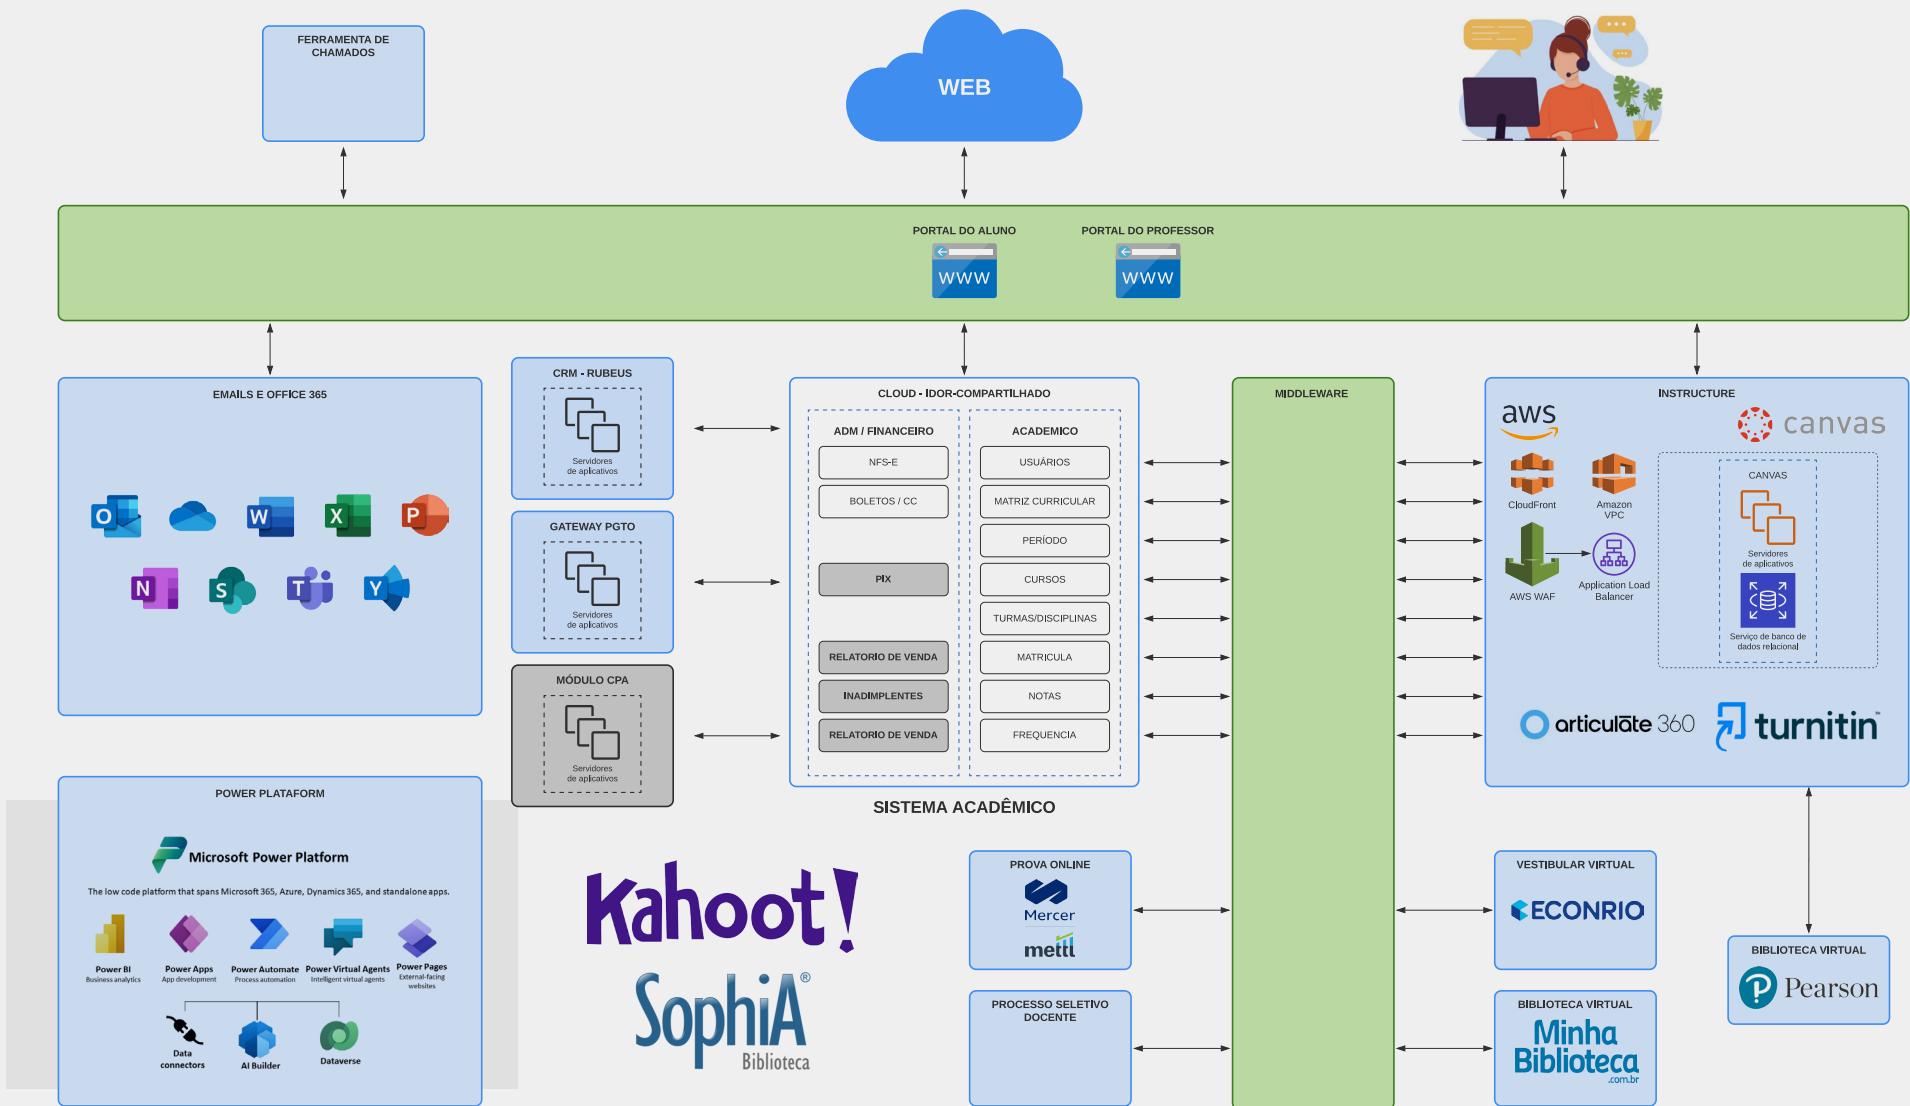 FERRAMENTA DE
CHAMADOS
WEB
PORTAL DO ALUNO
WWW
PORTAL DO PROFESSOR
WWW
EMAILS E OFFICE 365
O
W
X
P
N
S
T
Y
CRM - RUBEUS
Servidores
de aplicativos
GATEWAY PGTO
Servidores
de aplicativos
MÓDULO CPA
Servidores
de aplicativos
CLOUD - IDOR-COMPARTILHADO
ADM / FINANCEIRO
NFS-E
BOLETOS / CC
PIX
RELATORIO DE VENDA
INADIMPLENTES
RELATORIO DE VENDA
ACADEMICO
USUÁRIOS
MATRIZ CURRICULAR
PERÍODO
CURSOS
TURMAS/DISCIPLINAS
MATRICULA
NOTAS
FREQUENCIA
SISTEMA ACADÊMICO
MIDDLEWARE
INSTRUCTURE
aws
canvas
CloudFront
Amazon
VPC
AWS WAF
Application Load
Balancer
CANVAS
Servidores
de aplicativos
Serviço de banco de
dados relacional
articulāte 360
turnitin™
POWER PLATAFORM
Microsoft Power Platform
The low code platform that spans Microsoft 365, Azure, Dynamics 365, and standalone apps.
Power BI
Business analytics
Power Apps
App development
Power Automate
Process automation
Power Virtual Agents
Intelligent virtual agents
Power Pages
External-facing
websites
Data
connectors
AI Builder
Dataverse
Kahoot!
SophiA®
Biblioteca
PROVA ONLINE
Mercer
mettl
PROCESSO SELETIVO
DOCENTE
VESTIBULAR VIRTUAL
ECONRIO
BIBLIOTECA VIRTUAL
Minha
Biblioteca
.com.br
BIBLIOTECA VIRTUAL
P
Pearson